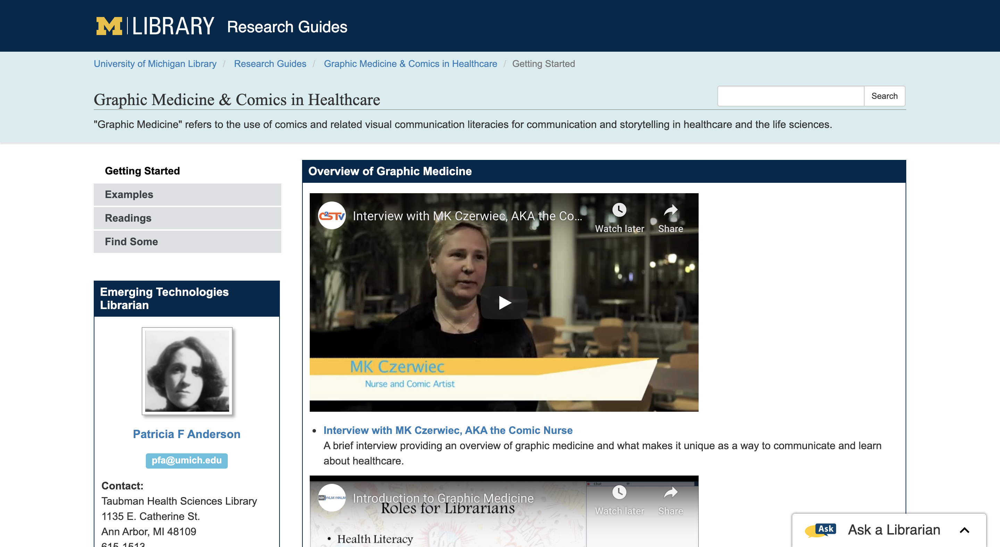 M LIBRARY Research Guides
University of Michigan Library / Research Guides / Graphic Medicine & Comics in Healthcare / Getting Started
Graphic Medicine & Comics in Healthcare
Search
"Graphic Medicine" refers to the use of comics and related visual communication literacies for communication and storytelling in healthcare and the life sciences.
Getting Started
Examples
Readings
Find Some
Emerging Technologies
Librarian
Patricia F Anderson
pfa@umich.edu
Contact:
Taubman Health Sciences Library
1135 E. Catherine St.
Ann Arbor, MI 48109
615-1513
Overview of Graphic Medicine
C2STV
Interview with MK Czerwiec, AKA the Co...
Watch later
Share
MK Czerwiec
Nurse and Comic Artist
• Interview with MK Czerwiec, AKA the Comic Nurse
A brief interview providing an overview of graphic medicine and what makes it unique as a way to communicate and learn
about healthcare.
Chat
NIH NLM NNLM
Introduction to Graphic Medicine
Watch later
Share
Roles for Librarians
• Health Literacy
Ask
Ask a Librarian